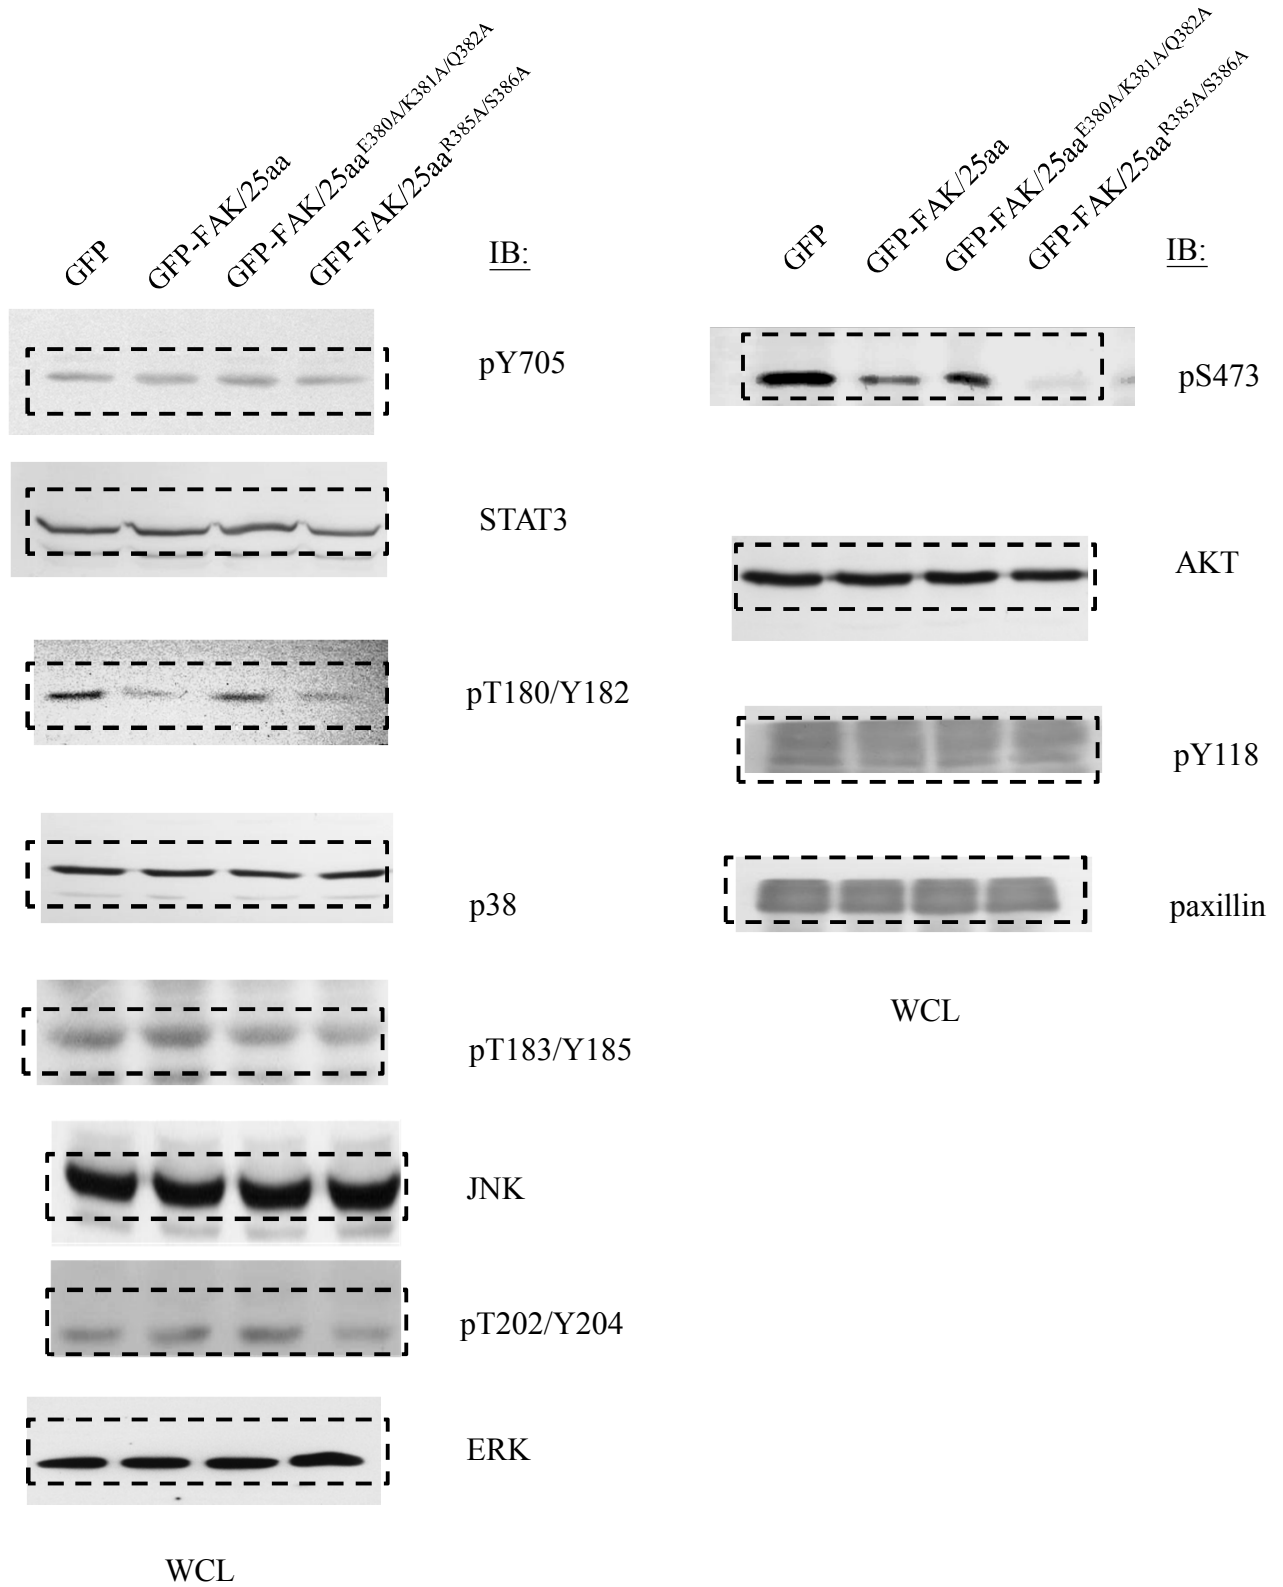 GFP
GFP-FAK/25aa
GFP-FAK/25aaE380A/K381A/Q382A
GFP-FAK/25aaR385A/S386A
IB:
pY705
STAT3
pT180/Y182
p38
pT183/Y185
JNK
pT202/Y204
ERK
WCL
GFP
GFP-FAK/25aa
GFP-FAK/25aaE380A/K381A/Q382A
GFP-FAK/25aaR385A/S386A
IB:
pS473
AKT
pY118
paxillin
WCL